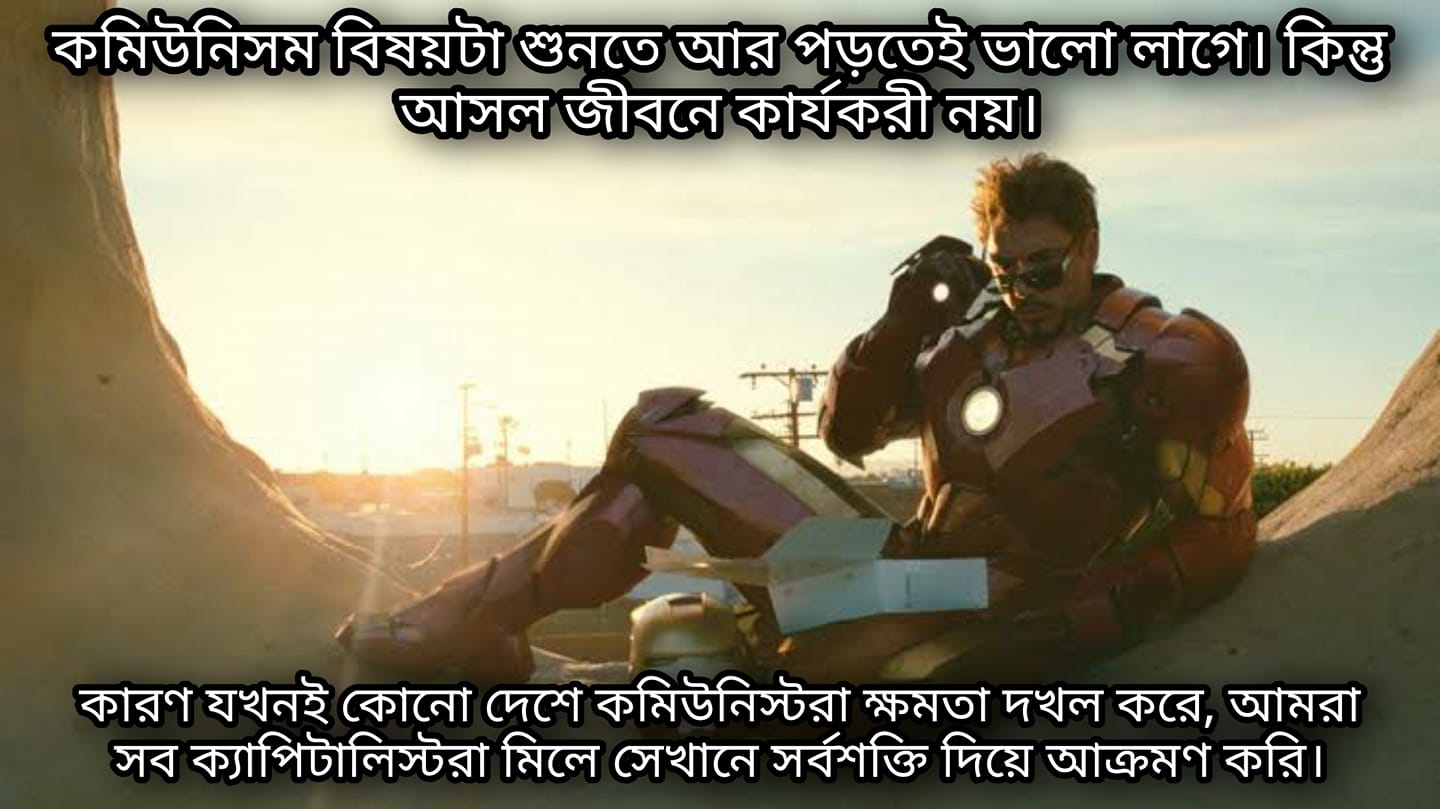 কমিউনিসম বিষয়টা শুনতে আর পড়তেই ভালো লাগে। কিন্তু
আসল জীবনে কার্যকরী নয়।
কারণ যখনই কোনো দেশে কমিউনিস্টরা ক্ষমতা দখল করে, আমরা
সব ক্যাপিটালিস্টরা মিলে সেখানে সর্বশক্তি দিয়ে আক্রমণ করি।